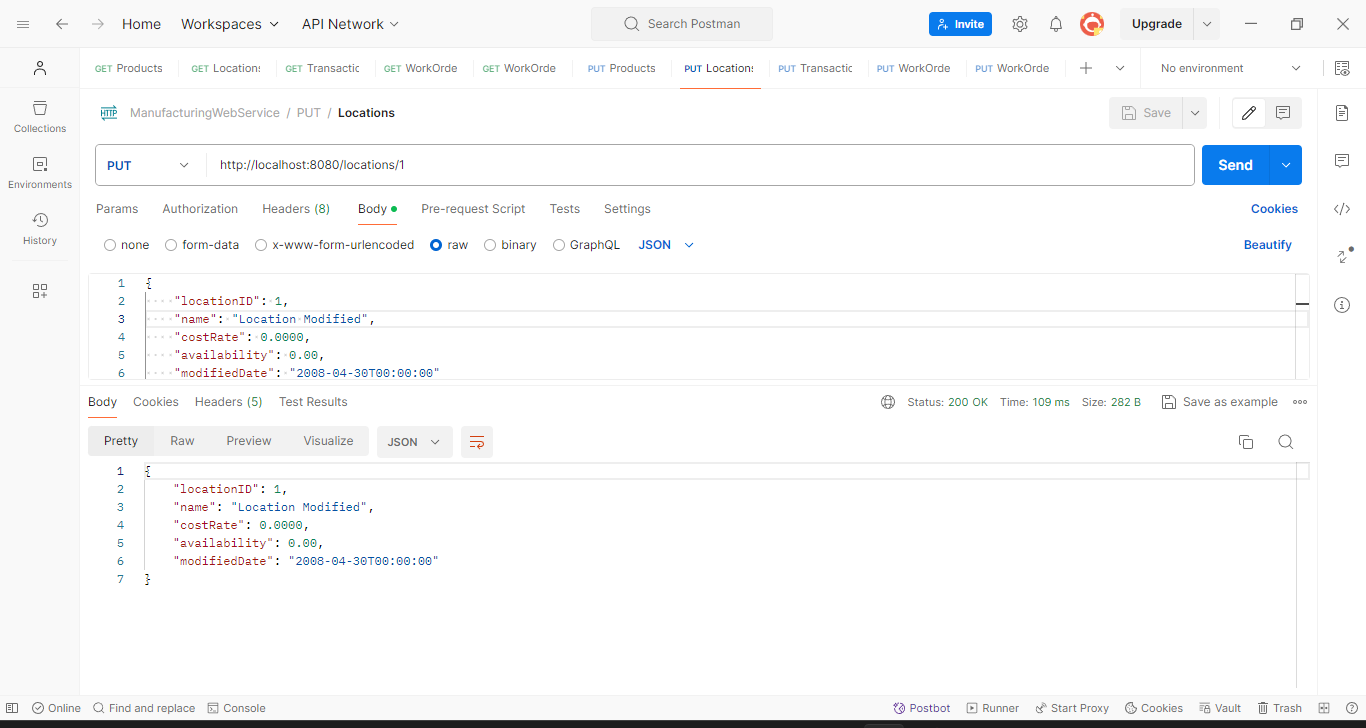 Home Workspaces API Network Search Postman Invite Upgrade
GET Products GET Locations GET Transactic GET WorkOrde GET WorkOrde PUT Products PUT Locations PUT Transactic PUT WorkOrde PUT WorkOrde No environment
HTTP ManufacturingWebService / PUT / Locations Save
Collections
Environments
History
PUT http://localhost:8080/locations/1 Send
Params Authorization Headers (8) Body Pre-request Script Tests Settings Cookies
none form-data x-www-form-urlencoded raw binary GraphQL JSON Beautify
1 {
2 "locationID": 1,
3 "name": "Location Modified",
4 "costRate": 0.0000,
5 "availability": 0.00,
6 "modifiedDate": "2008-04-30T00:00:00"
Body Cookies Headers (5) Test Results Status: 200 OK Time: 109 ms Size: 282 B Save as example
Pretty Raw Preview Visualize JSON
1 {
2 "locationID": 1,
3 "name": "Location Modified",
4 "costRate": 0.0000,
5 "availability": 0.00,
6 "modifiedDate": "2008-04-30T00:00:00"
7 }
Online Find and replace Console Postbot Runner Start Proxy Cookies Vault Trash